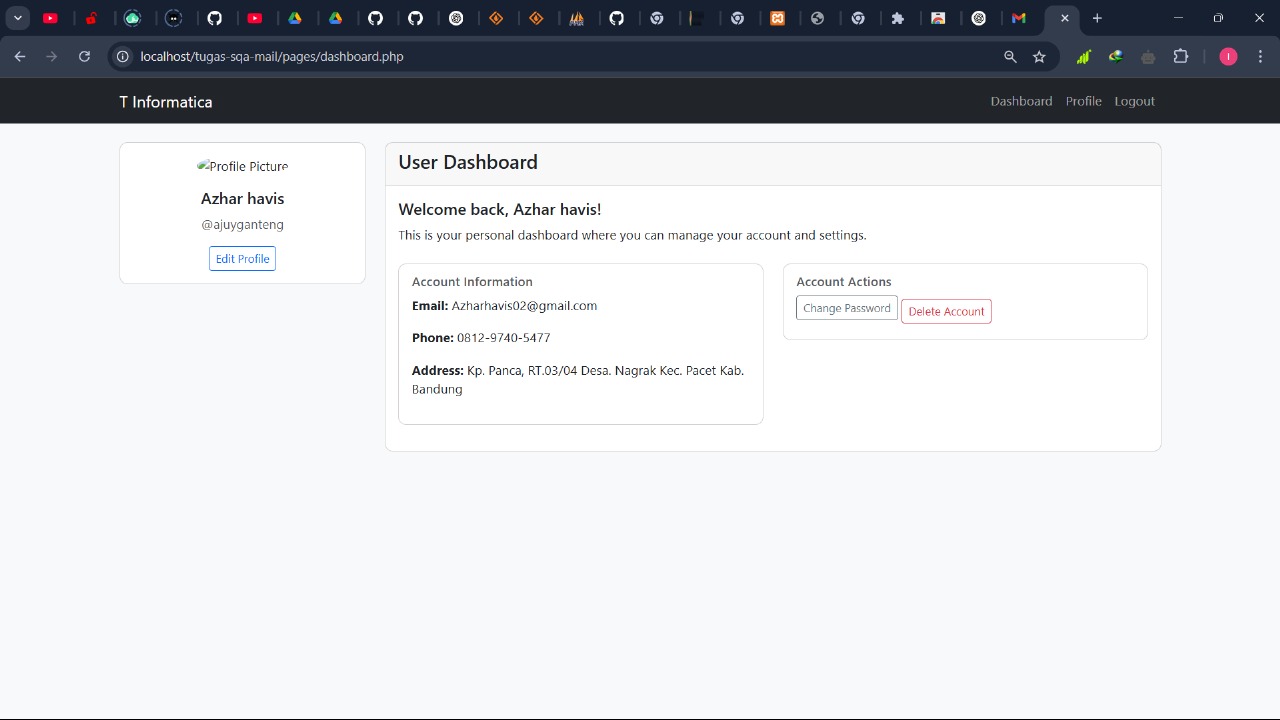 localhost/tugas-sqa-mail/pages/dashboard.php
T Informatica
Dashboard Profile Logout
Profile Picture
Azhar havis
@ajuyganteng
Edit Profile
User Dashboard
Welcome back, Azhar havis!
This is your personal dashboard where you can manage your account and settings.
Account Information
Email: Azharhavis02@gmail.com
Phone: 0812-9740-5477
Address: Kp. Panca, RT.03/04 Desa. Nagrak Kec. Pacet Kab.
Bandung
Account Actions
Change Password Delete Account